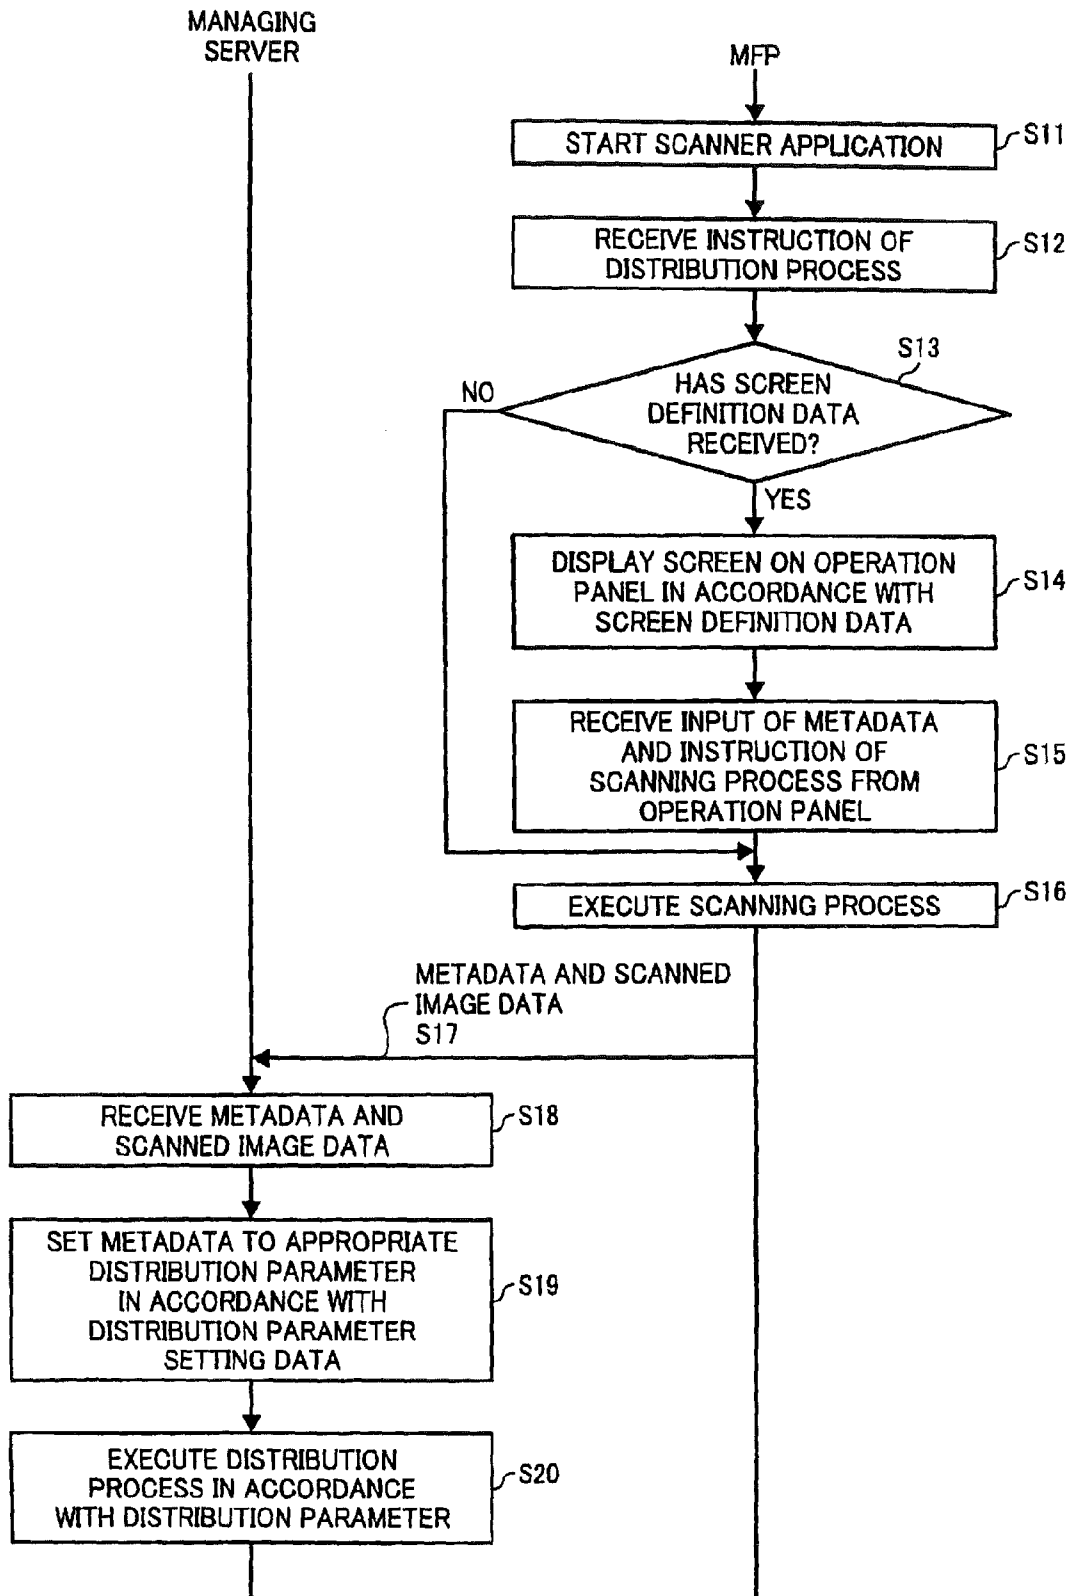 MANAGING
SERVER
MFP
START SCANNER APPLICATION
S11
RECEIVE INSTRUCTION OF
DISTRIBUTION PROCESS
S12
S13
HAS SCREEN
DEFINITION DATA
RECEIVED?
NO
YES
DISPLAY SCREEN ON OPERATION
PANEL IN ACCORDANCE WITH
SCREEN DEFINITION DATA
S14
RECEIVE INPUT OF METADATA
AND INSTRUCTION OF
SCANNING PROCESS FROM
OPERATION PANEL
S15
EXECUTE SCANNING PROCESS
S16
METADATA AND SCANNED
IMAGE DATA
S17
RECEIVE METADATA AND
SCANNED IMAGE DATA
S18
SET METADATA TO APPROPRIATE
DISTRIBUTION PARAMETER
IN ACCORDANCE WITH
DISTRIBUTION PARAMETER
SETTING DATA
S19
EXECUTE DISTRIBUTION
PROCESS IN ACCORDANCE
WITH DISTRIBUTION PARAMETER
S20